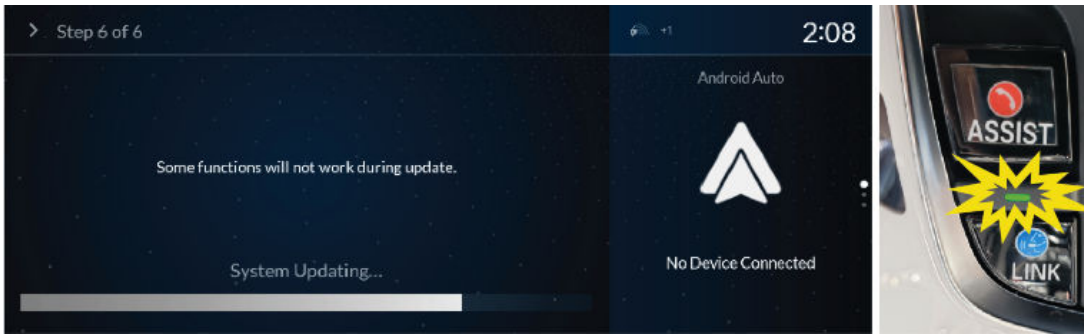 > Step 6 of 6
+1
2:08
Android Auto
Some functions will not work during update.
No Device Connected
System Updating...
ASSIST
LINK